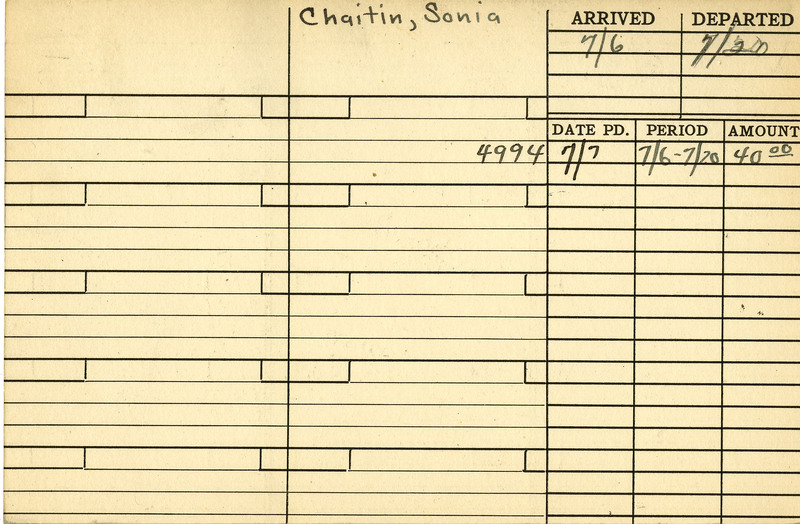 Chaitin, Sonia
ARRIVED DEPARTED
7/6 7/20
DATE PD. PERIOD AMOUNT
4994 7/7 7/6-7/20 40 00